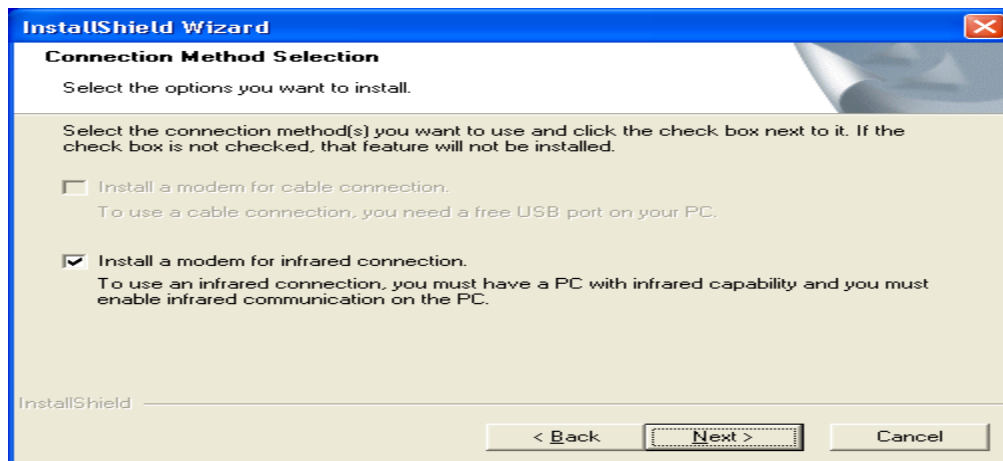 InstallShield Wizard
Connection Method Selection
Select the options you want to install.
Select the connection method(s) you want to use and click the check box next to it. If the
check box is not checked, that feature will not be installed.
Install a modem for cable connection.
To use a cable connection, you need a free USB port on your PC.
Install a modem for infrared connection.
To use an infrared connection, you must have a PC with infrared capability and you must
enable infrared communication on the PC.
InstallShield
< Back Next > Cancel